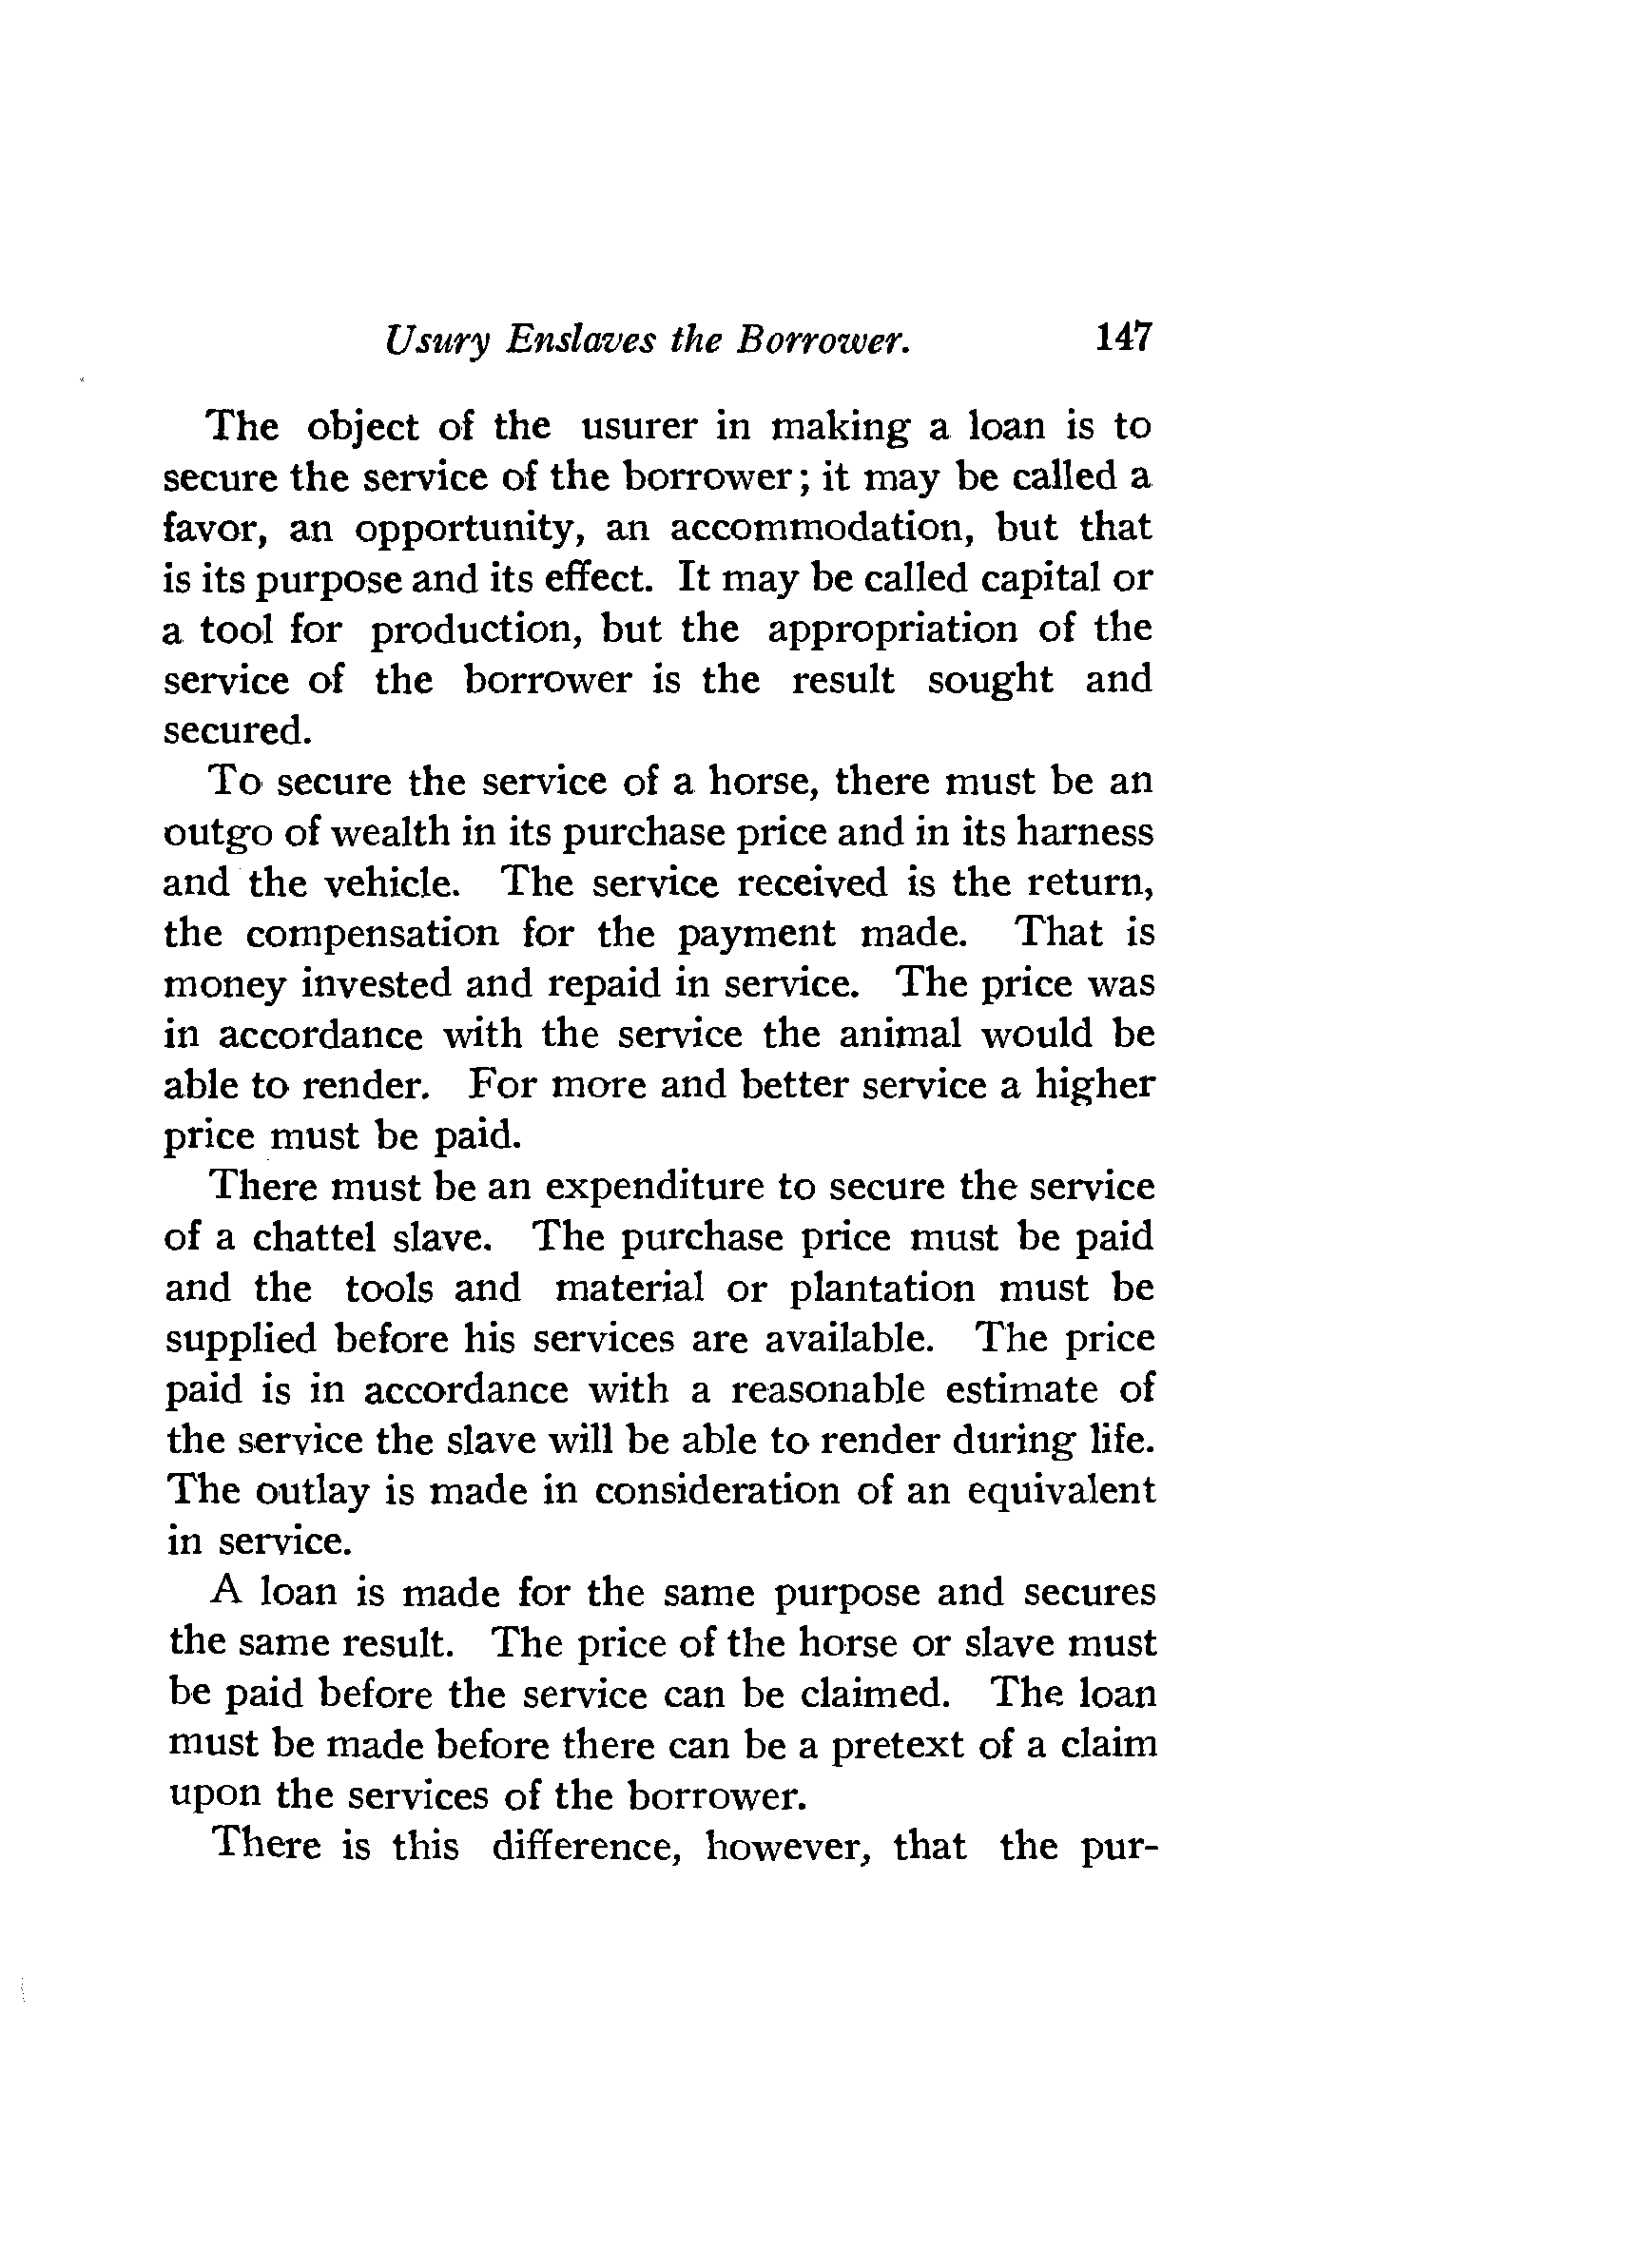 Usury Enslaves the Borrower. 147
The object of the usurer in making a loan is to
secure the service of the borrower; it may be called a
favor, an opportunity, an accommodation, but that
is its purpose and its effect. It may be called capital or
a tool for production, but the appropriation of the
service of the borrower is the result sought and
secured.
To secure the service of a horse, there must be an
outgo of wealth in its purchase price and in its harness
and the vehicle. The service received is the return,
the compensation for the payment made. That is
money invested and repaid in service. The price was
in accordance with the service the animal would be
able to render. For more and better service a higher
price must be paid.
There must be an expenditure to secure the service
of a chattel slave. The purchase price must be paid
and the tools and material or plantation must be
supplied before his services are available. The price
paid is in accordance with a reasonable estimate of
the service the slave will be able to render during life.
The outlay is made in consideration of an equivalent
in service.
A loan is made for the same purpose and secures
the same result. The price of the horse or slave must
be paid before the service can be claimed. The loan
must be made before there can be a pretext of a claim
upon the services of the borrower.
There is this difference, however, that the pur-